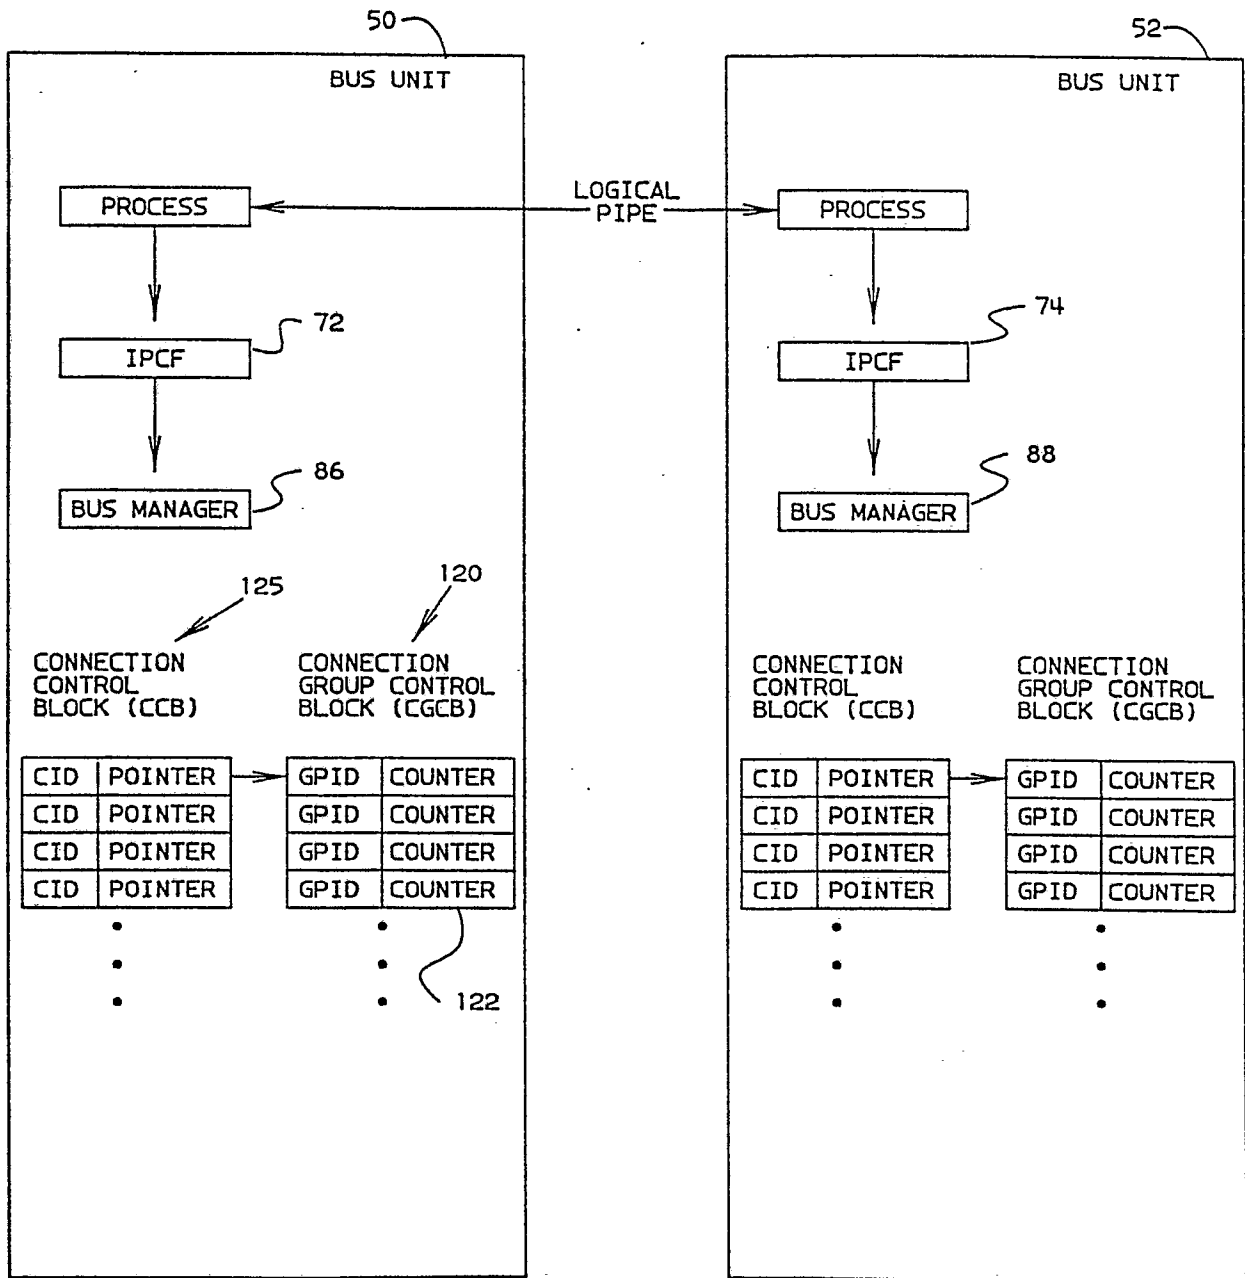 50
52
BUS UNIT
BUS UNIT
PROCESS
LOGICAL
PIPE
PROCESS
72
74
IPCF
IPCF
86
88
BUS MANAGER
BUS MANAGER
125
120
CONNECTION
CONTROL
BLOCK (CCB)
CONNECTION
GROUP CONTROL
BLOCK (CGCB)
CONNECTION
CONTROL
BLOCK (CCB)
CONNECTION
GROUP CONTROL
BLOCK (CGCB)
CID POINTER GPID COUNTER
CID POINTER GPID COUNTER
CID POINTER GPID COUNTER
CID POINTER GPID COUNTER
122
CID POINTER GPID COUNTER
CID POINTER GPID COUNTER
CID POINTER GPID COUNTER
CID POINTER GPID COUNTER